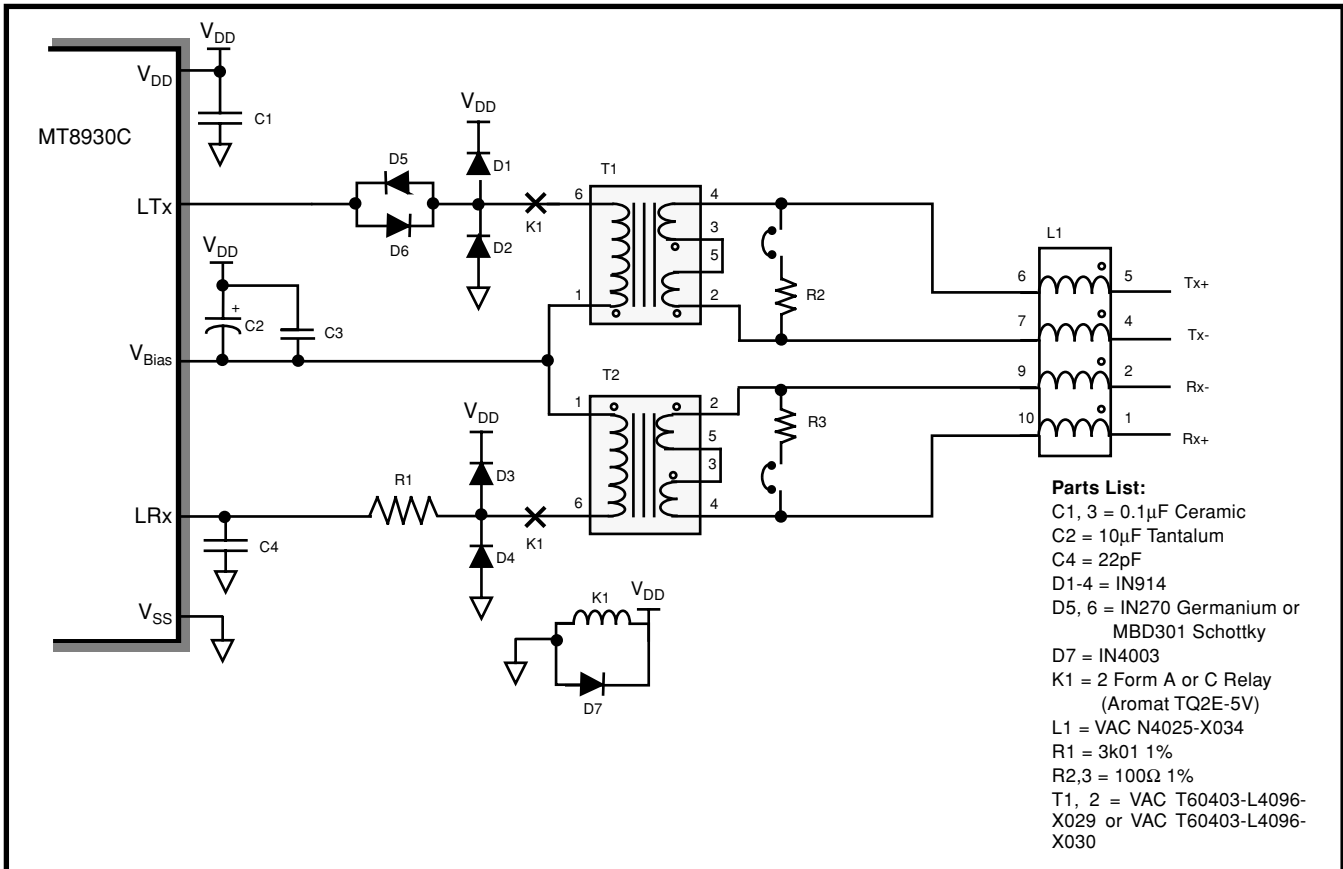 VDD
VDD
C1
MT8930C
VDD
D5
D1
T1
LTx
6
4
K1
3
D6
D2
5
L1
VDD
6
5
Tx+
1
2
R2
+
C2
C3
7
4
Tx-
VBias
T2
9
2
Rx-
VDD
1
2
R3
10
1
Rx+
5
D3
3
R1
6
4
LRx
K1
C4
D4
VSS
K1
VDD
D7
Parts List:
C1, 3 = 0.1µF Ceramic
C2 = 10µF Tantalum
C4 = 22pF
D1-4 = IN914
D5, 6 = IN270 Germanium or
MBD301 Schottky
D7 = IN4003
K1 = 2 Form A or C Relay
(Aromat TQ2E-5V)
L1 = VAC N4025-X034
R1 = 3k01 1%
R2,3 = 100Ω 1%
T1, 2 = VAC T60403-L4096-
X029 or VAC T60403-L4096-
X030